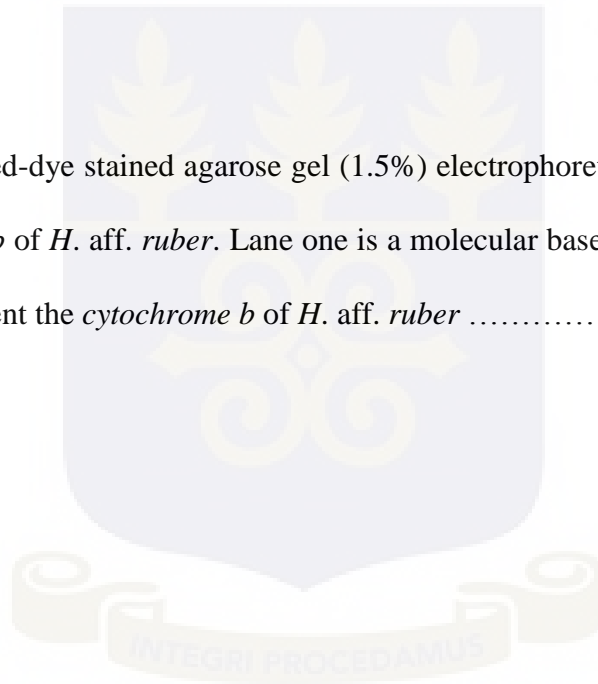 ed-dye stained agarose gel (1.5%) electrophoret
of H. aff. ruber. Lane one is a molecular base
ent the cytochrome b of H. aff. ruber …………
INTEGRI PROCEDAMUS